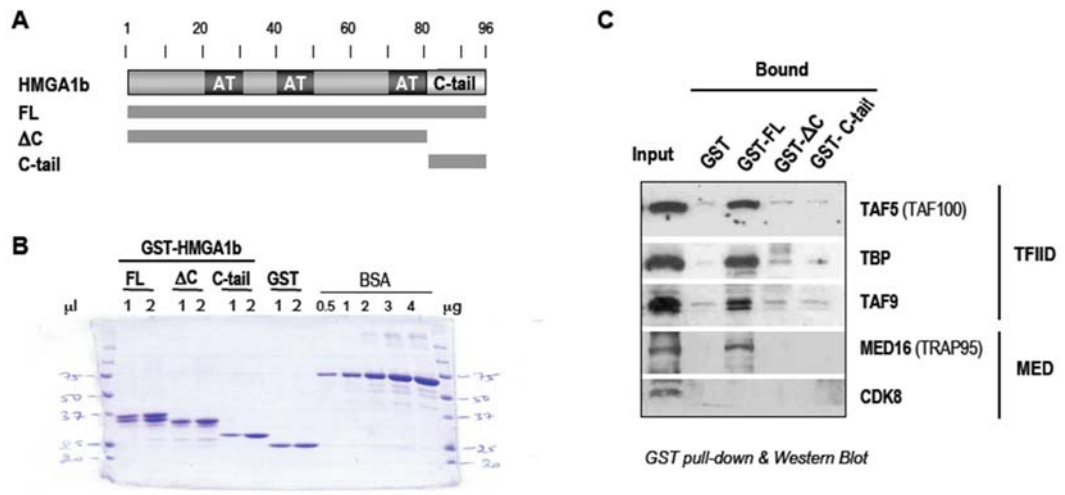 A
1 20 40 60 80 96
HMGA1b AT AT AT C-tail
FL
ΔC
C-tail
B
GST-HMGA1b
FL ΔC C-tail GST BSA
µl 1 2 1 2 1 2 1 2 0.5 1 2 3 4 µg
75 75
50 50
37 37
25 25
20 20
C
Bound
Input GST GST-FL GST-ΔC GST- C-tail
TAF5 (TAF100)
TBP
TAF9
TFIID
MED16 (TRAP95)
CDK8
MED
GST pull-down & Western Blot